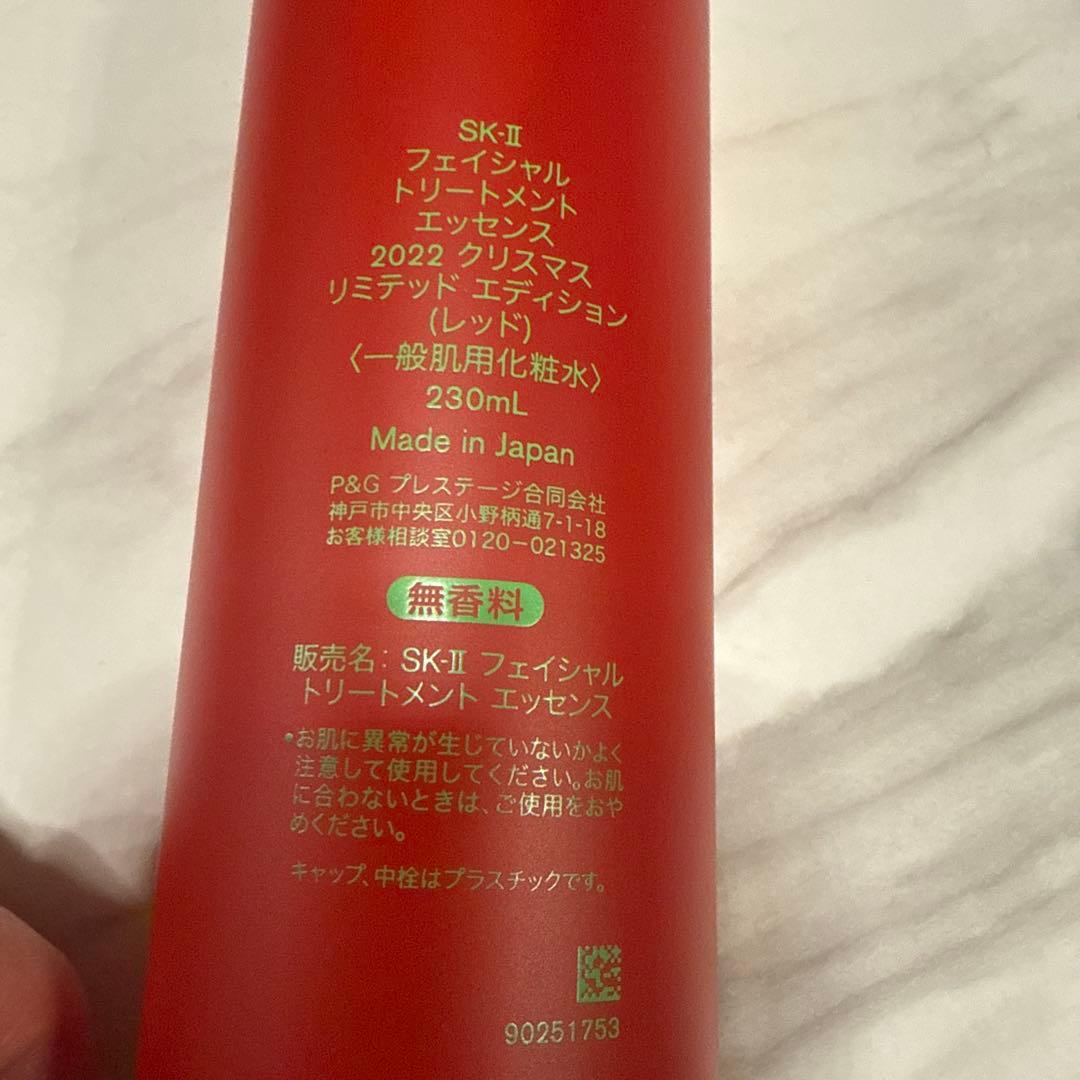 SK-II
フェイシャル
トリートメント
エッセンス
2022 クリスマス
リミテッド エディション
(レッド)
〈一般肌用化粧水〉
230mL
Made in Japan
P&G プレステージ合同会社
神戸市中央区小野柄通7-1-18
お客様相談室0120-021325
無香料
販売名: SK-II フェイシャル
トリートメント エッセンス
•お肌に異常が生じていないかよく
注意して使用してください。お肌
に合わないときは、ご使用をおや
めください。
キャップ、中栓はプラスチックです。
90251753